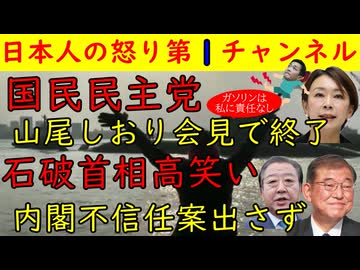 日本人の怒り第1チャンネル
国民民主党
ガソリンは
私に責任なし
山尾しおり会見で終了
石破首相高笑い
内閣不信任案出さず